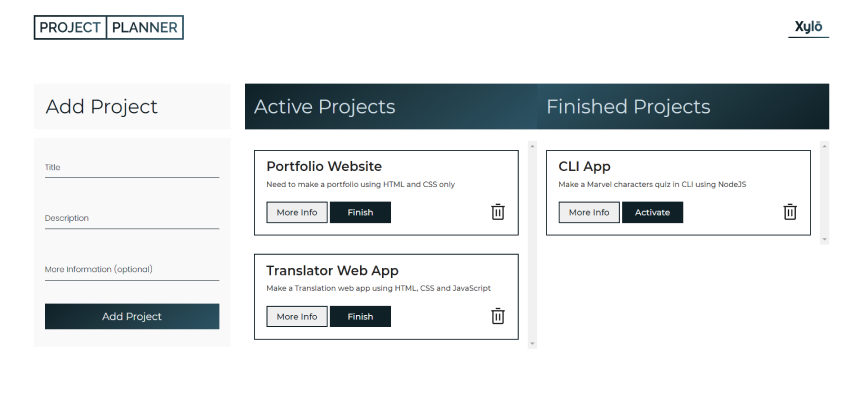 PROJECT PLANNER
Xylō
Add Project
Title
Description
More Information (optional)
Add Project
Active Projects
Portfolio Website
Need to make a portfolio using HTML and CSS only
More Info
Finish
Translator Web App
Make a Translation web app using HTML, CSS and JavaScript
More Info
Finish
Finished Projects
CLI App
Make a Marvel characters quiz in CLI using NodeJS
More Info
Activate